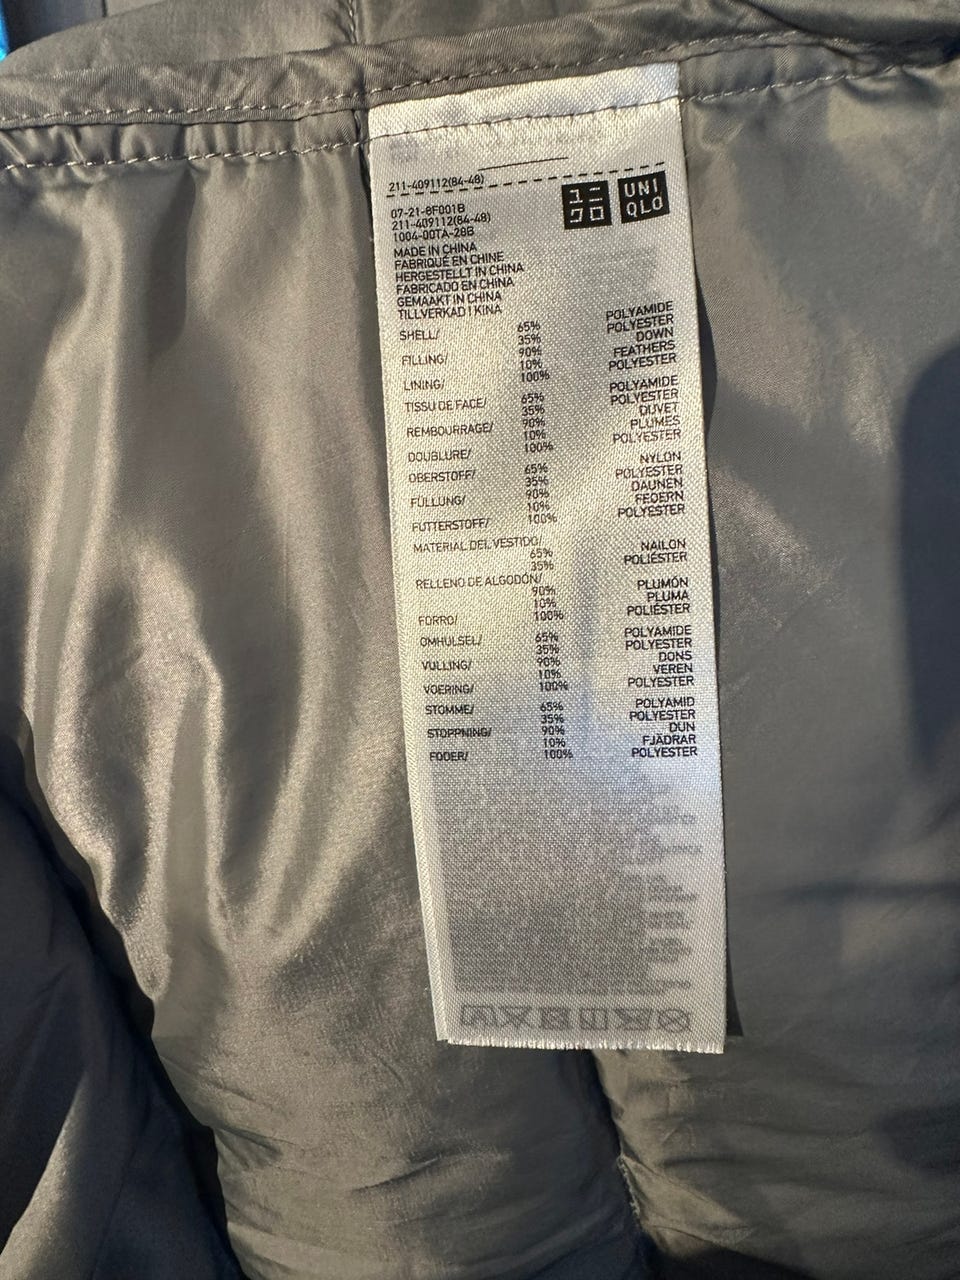 211-409112(84-48)
ユニ
クロ
UNI
QLO
07-21-8F001B
211-409112(84-48)
1004-00TA-28B
MADE IN CHINA
FABRIQUÉ EN CHINE
HERGESTELLT IN CHINA
FABRICADO EN CHINA
GEMAAKT IN CHINA
TILLVERKAD I KINA
SHELL/ 65% POLYAMIDE
35% POLYESTER
FILLING/ 90% DOWN
10% FEATHERS
LINING/ 100% POLYESTER
TISSU DE FACE/ 65% POLYAMIDE
35% POLYESTER
REMBOURRAGE/ 90% DUVET
10% PLUMES
DOUBLURE/ 100% POLYESTER
OBERSTOFF/ 65% NYLON
35% POLYESTER
FÜLLUNG/ 90% DAUNEN
10% FEDERN
FUTTERSTOFF/ 100% POLYESTER
MATERIAL DEL VESTIDO/
65% NAILON
35% POLIÉSTER
RELLENO DE ALGODÓN/
90% PLUMÓN
10% PLUMA
FORRO/ 100% POLIÉSTER
OMHULSEL/ 65% POLYAMIDE
35% POLYESTER
VULLING/ 90% DONS
10% VEREN
VOERING/ 100% POLYESTER
STOMME/ 65% POLYAMID
35% POLYESTER
STOPPNING/ 90% DUN
10% FJÄDRAR
FODER/ 100% POLYESTER